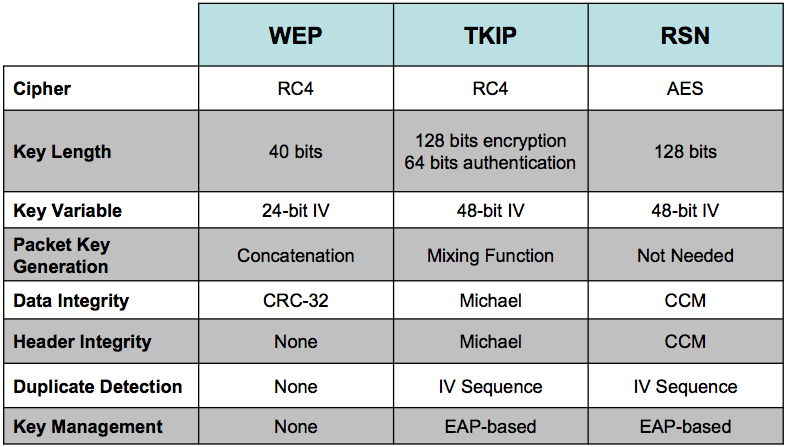 WEP TKIP RSN
Cipher RC4 RC4 AES
Key Length 40 bits 128 bits encryption 128 bits
64 bits authentication
Key Variable 24-bit IV 48-bit IV 48-bit IV
Packet Key
Generation Concatenation Mixing Function Not Needed
Data Integrity CRC-32 Michael CCM
Header Integrity None Michael CCM
Duplicate Detection None IV Sequence IV Sequence
Key Management None EAP-based EAP-based